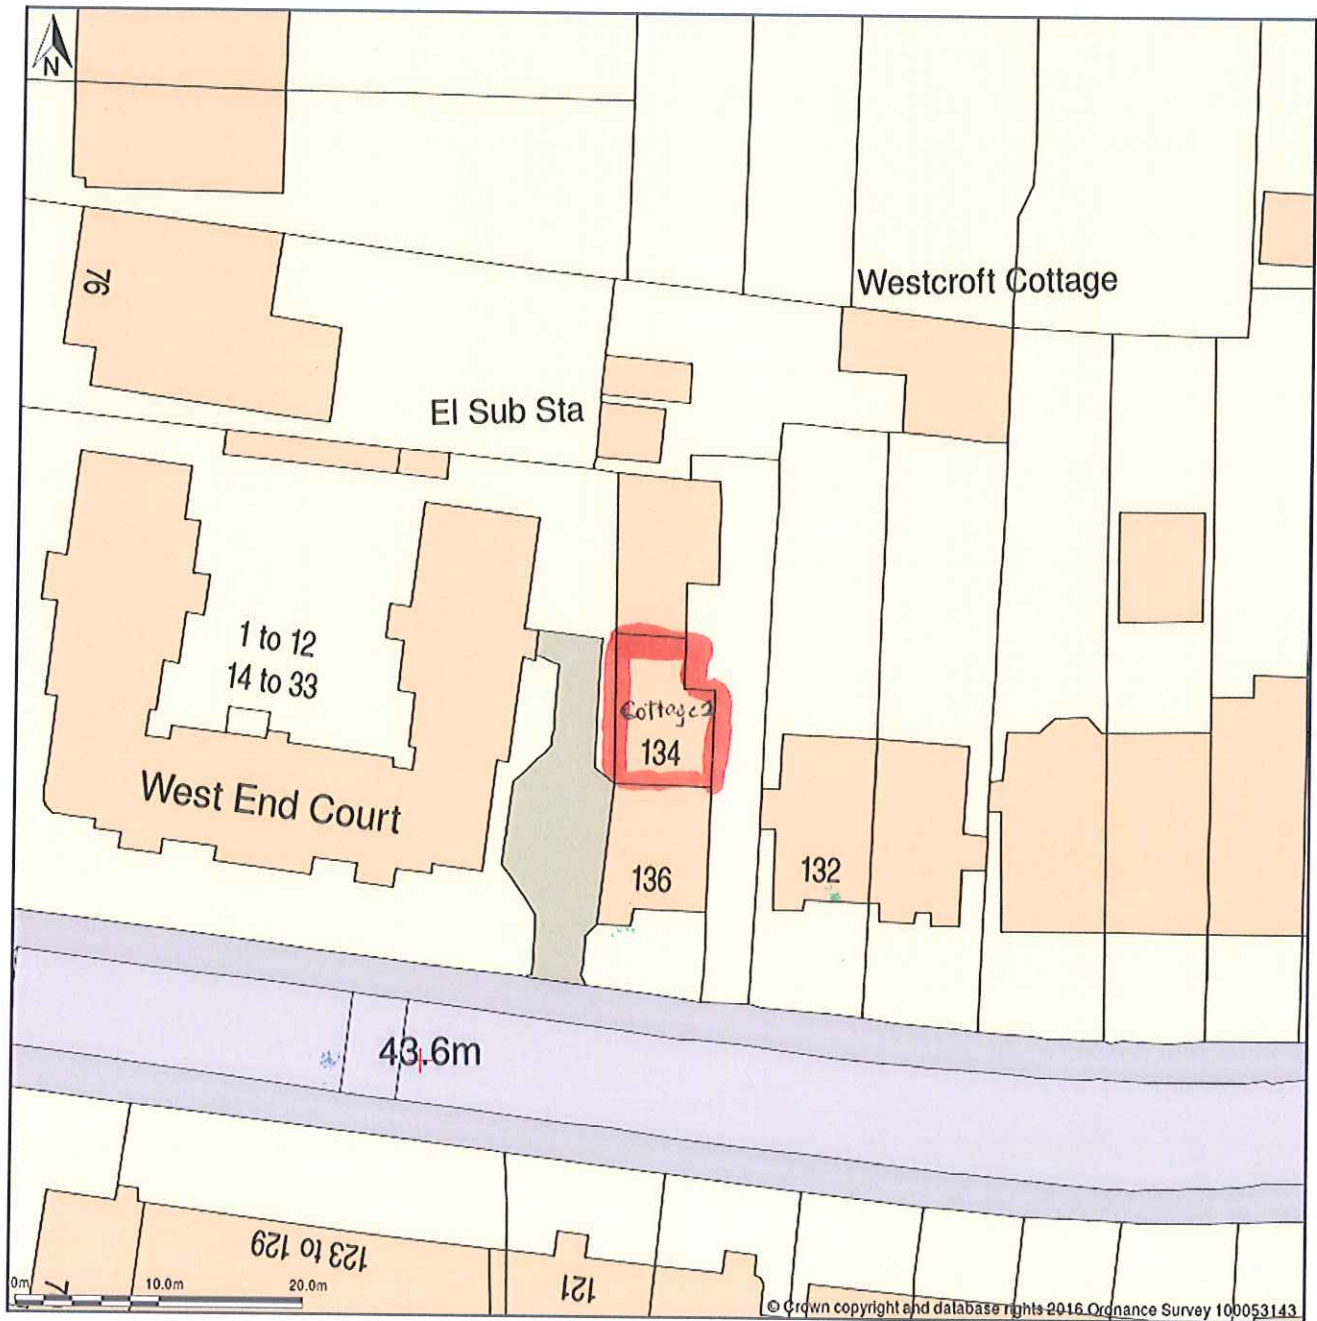 N
76
Westcroft Cottage
El Sub Sta
1 to 12
14 to 33
Cottage 2
134
West End Court
136
132
43.6m
123 to 129
121
7
0m 10.0m 20.0m
© Crown copyright and database rights 2016 Ordnance Survey 100053143